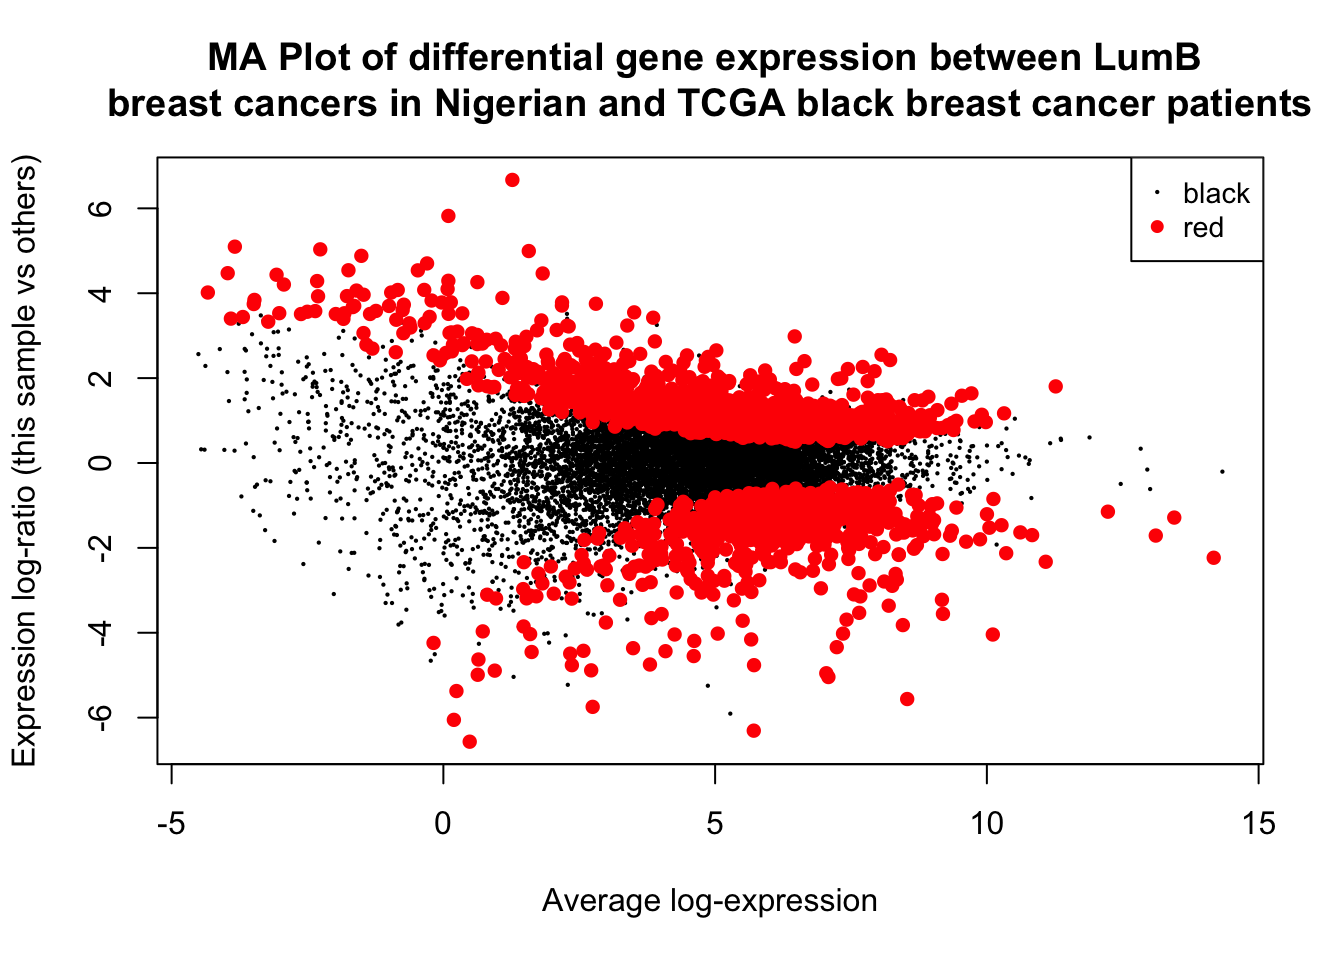 MA Plot of differential gene expression between LumB
breast cancers in Nigerian and TCGA black breast cancer patients
Expression log-ratio (this sample vs others)
6
4
2
0
-2
-4
-6
black
red
-5
0
5
10
15
Average log-expression